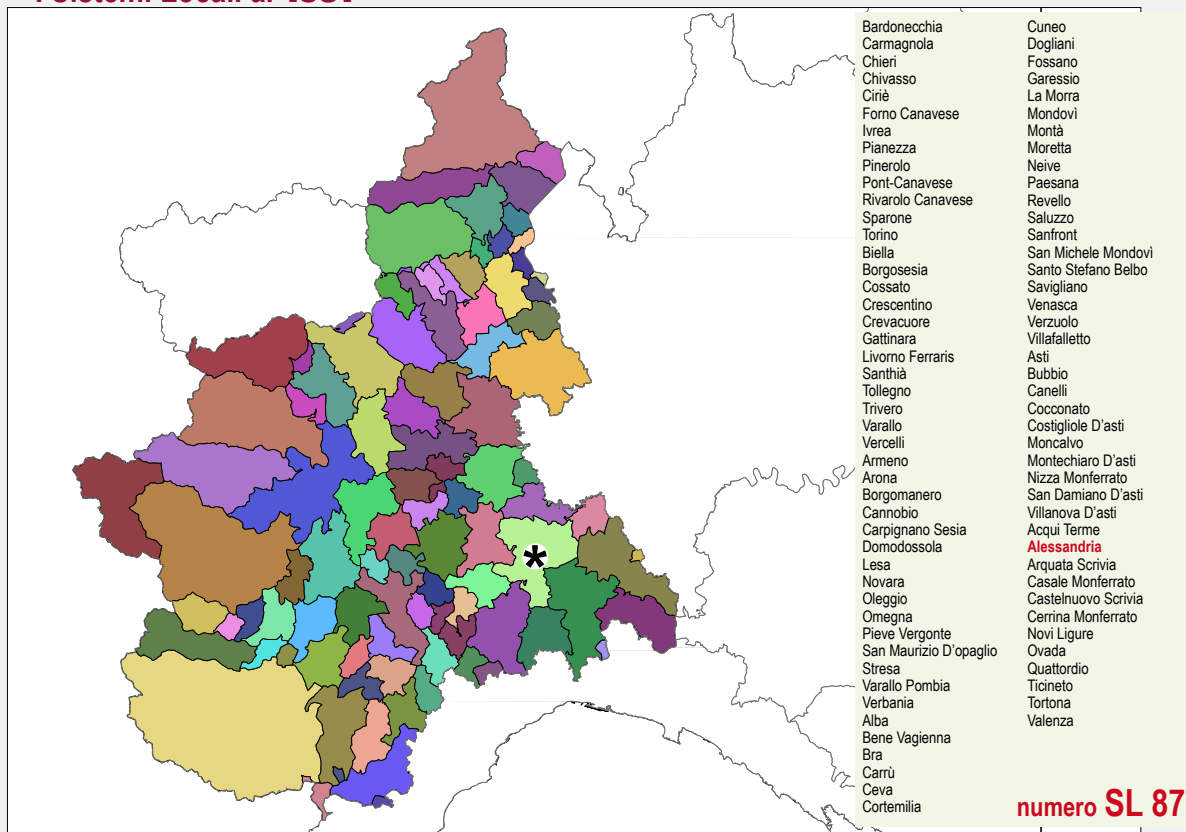 Bardonecchia
Carmagnola
Chieri
Chivasso
Ciriè
Forno Canavese
Ivrea
Pianezza
Pinerolo
Pont-Canavese
Rivarolo Canavese
Sparone
Torino
Biella
Borgosesia
Cossato
Crescentino
Crevacuore
Gattinara
Livorno Ferraris
Santhià
Tollegno
Trivero
Varallo
Vercelli
Armeno
Arona
Borgomanero
Cannobio
Carpignano Sesia
Domodossola
Lesa
Novara
Oleggio
Omegna
Pieve Vergonte
San Maurizio D'opaglio
Stresa
Varallo Pombia
Verbania
Alba
Bene Vagienna
Bra
Carrù
Ceva
Cortemilia
Cuneo
Dogliani
Fossano
Garessio
La Morra
Mondovì
Montà
Moretta
Neive
Paesana
Revello
Saluzzo
Sanfront
San Michele Mondovì
Santo Stefano Belbo
Savigliano
Venasca
Verzuolo
Villafalletto
Asti
Bubbio
Canelli
Cocconato
Costigliole D'asti
Moncalvo
Montechiaro D'asti
Nizza Monferrato
San Damiano D'asti
Villanova D'asti
Acqui Terme
Alessandria
Arquata Scrivia
Casale Monferrato
Castelnuovo Scrivia
Cerrina Monferrato
Novi Ligure
Ovada
Quattordio
Ticineto
Tortona
Valenza
*
numero SL 87